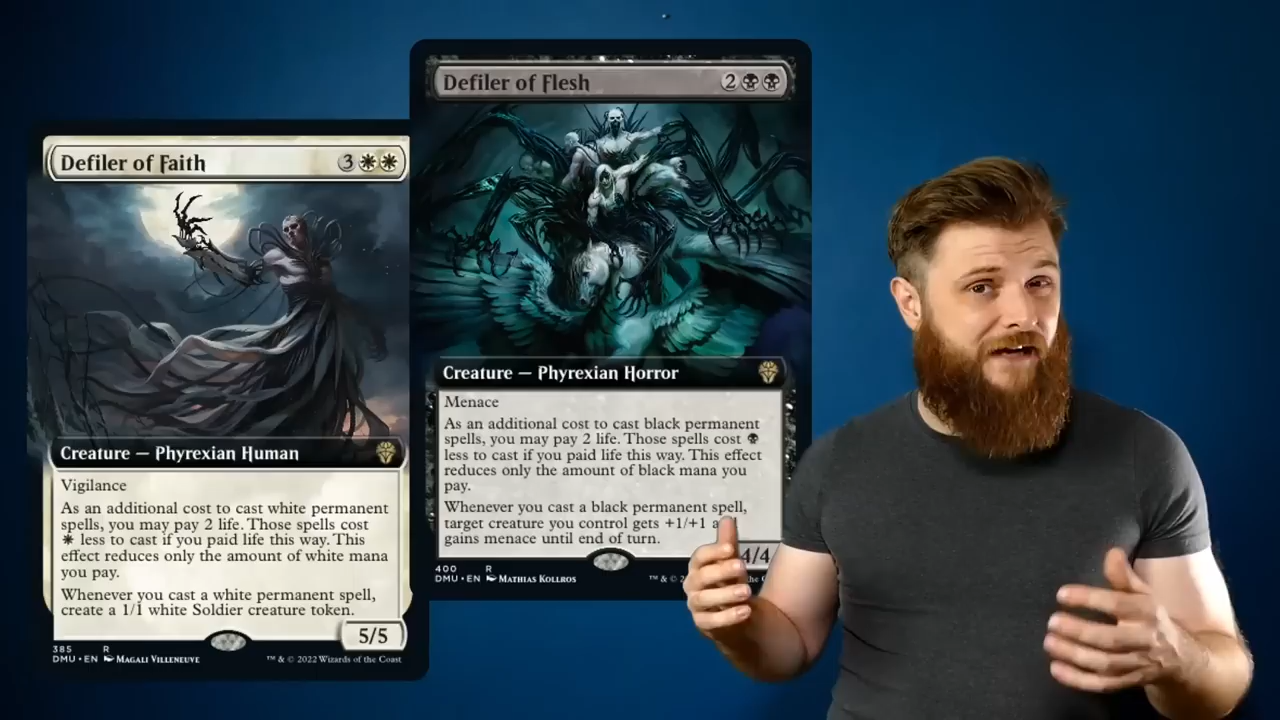 Defiler of Faith
3
Creature — Phyrexian Human
Vigilance
As an additional cost to cast white permanent
spells, you may pay 2 life. Those spells cost
less to cast if you paid life this way. This
effect reduces only the amount of white mana
you pay.
Whenever you cast a white permanent spell,
create a 1/1 white Soldier creature token.
5/5
385 R
DMU • EN MAGALI VILLENEUVE
™ & © 2022 Wizards of the Coast
Defiler of Flesh
2
Creature — Phyrexian Horror
Menace
As an additional cost to cast black permanent
spells, you may pay 2 life. Those spells cost
less to cast if you paid life this way. This effect
reduces only the amount of black mana you
pay.
Whenever you cast a black permanent spell,
target creature you control gets +1/+1
gains menace until end of turn.
4/4
400 R
DMU • EN MATHIAS KOLLROS
™ & ©